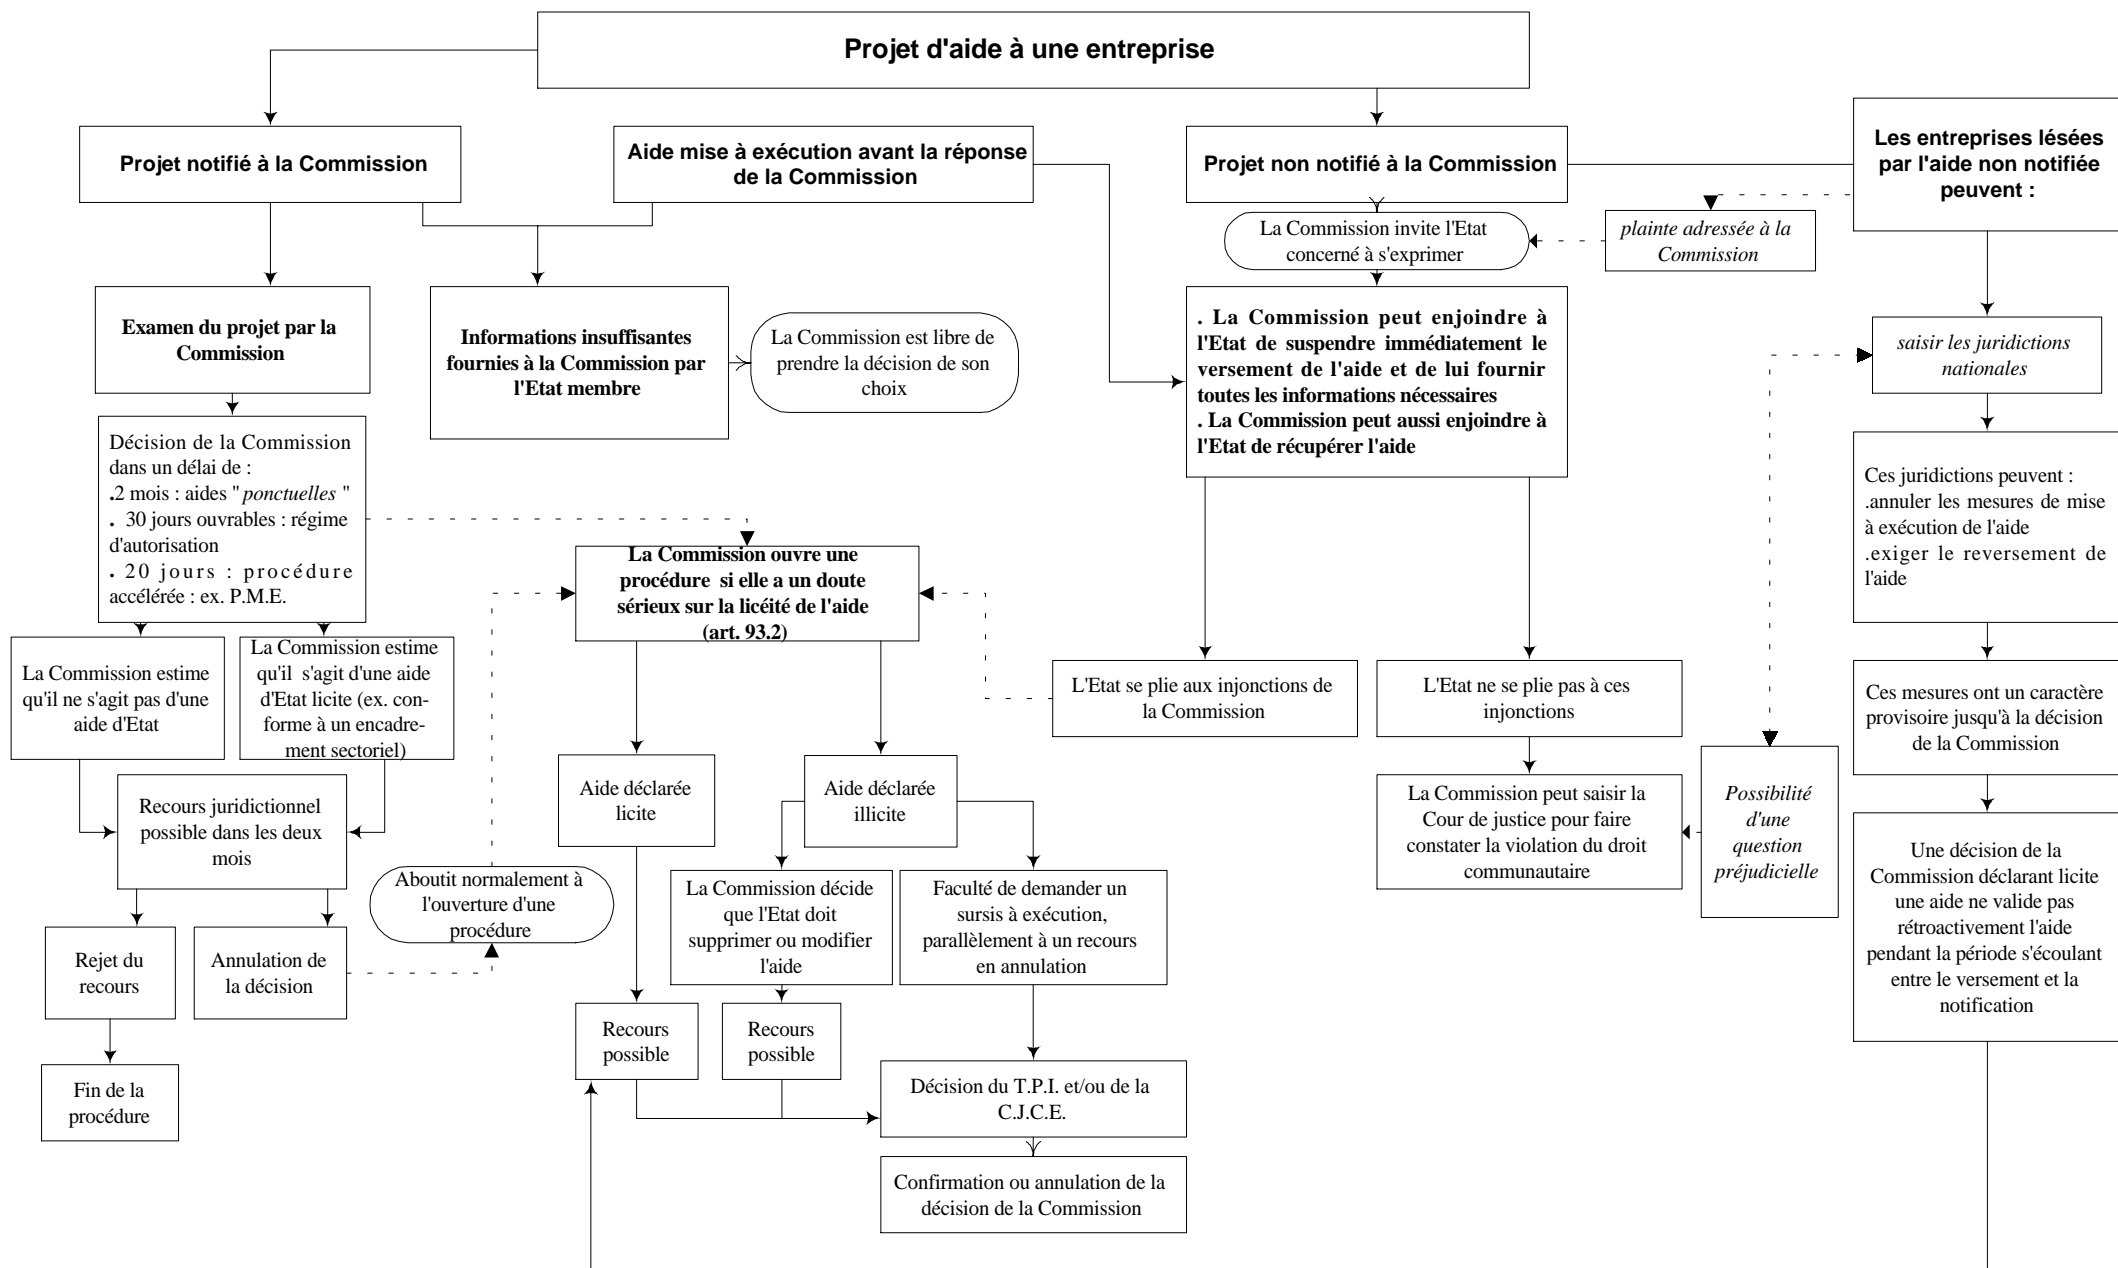 Projet d'aide à une entreprise
Projet notifié à la Commission
Aide mise à exécution avant la réponse
de la Commission
Projet non notifié à la Commission
Les entreprises lésées
par l'aide non notifiée
peuvent :
La Commission invite l'Etat
concerné à s'exprimer
plainte adressée à la
Commission
Examen du projet par la
Commission
Informations insuffisantes
fournies à la Commission par
l'Etat membre
La Commission est libre de
prendre la décision de son
choix
. La Commission peut enjoindre à
l'Etat de suspendre immédiatement le
versement de l'aide et de lui fournir
toutes les informations nécessaires
. La Commission peut aussi enjoindre à
l'Etat de récupérer l'aide
saisir les juridictions
nationales
Décision de la Commission
dans un délai de :
.2 mois : aides "ponctuelles "
. 30 jours ouvrables : régime
d'autorisation
. 20 jours : procédure
accélérée : ex. P.M.E.
Ces juridictions peuvent :
.annuler les mesures de mise
à exécution de l'aide
.exiger le reversement de
l'aide
La Commission ouvre une
procédure si elle a un doute
sérieux sur la licéité de l'aide
(art. 93.2)
La Commission estime
qu'il ne s'agit pas d'une
aide d'Etat
La Commission estime
qu'il s'agit d'une aide
d'Etat licite (ex. con-
forme à un encadre-
ment sectoriel)
L'Etat se plie aux injonctions de
la Commission
L'Etat ne se plie pas à ces
injonctions
Ces mesures ont un caractère
provisoire jusqu'à la décision
de la Commission
Recours juridictionnel
possible dans les deux
mois
Aide déclarée
licite
Aide déclarée
illicite
La Commission peut saisir la
Cour de justice pour faire
constater la violation du droit
communautaire
Possibilité
d'une
question
préjudicielle
Une décision de la
Commission déclarant licite
une aide ne valide pas
rétroactivement l'aide
pendant la période s'écoulant
entre le versement et la
notification
Aboutit normalement à
l'ouverture d'une
procédure
La Commission décide
que l'Etat doit
supprimer ou modifier
l'aide
Faculté de demander un
sursis à exécution,
parallèlement à un recours
en annulation
Rejet du
recours
Annulation de
la décision
Recours
possible
Recours
possible
Fin de la
procédure
Décision du T.P.I. et/ou de la
C.J.C.E.
Confirmation ou annulation de la
décision de la Commission